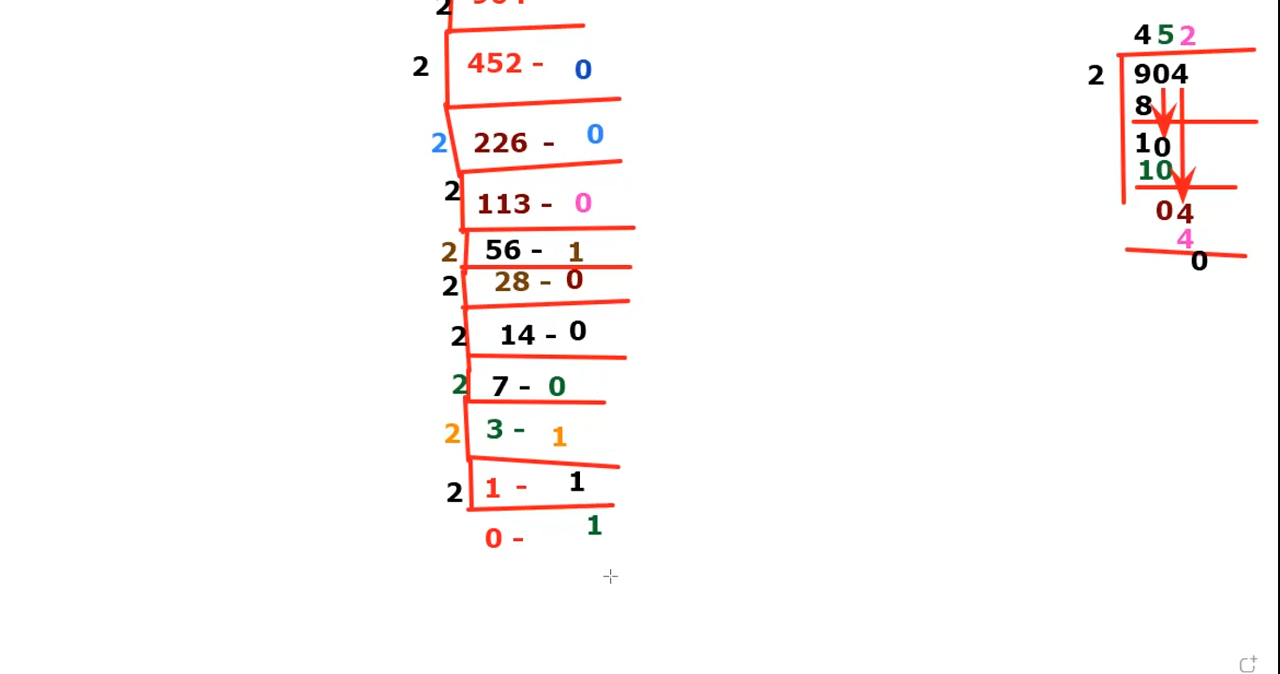 2 904
2 452 - 0
2 226 - 0
2 113 - 0
2 56 - 1
2 28 - 0
2 14 - 0
2 7 - 0
2 3 - 1
2 1 - 1
0 - 1
452
2 904
8
10
10
04
4
0